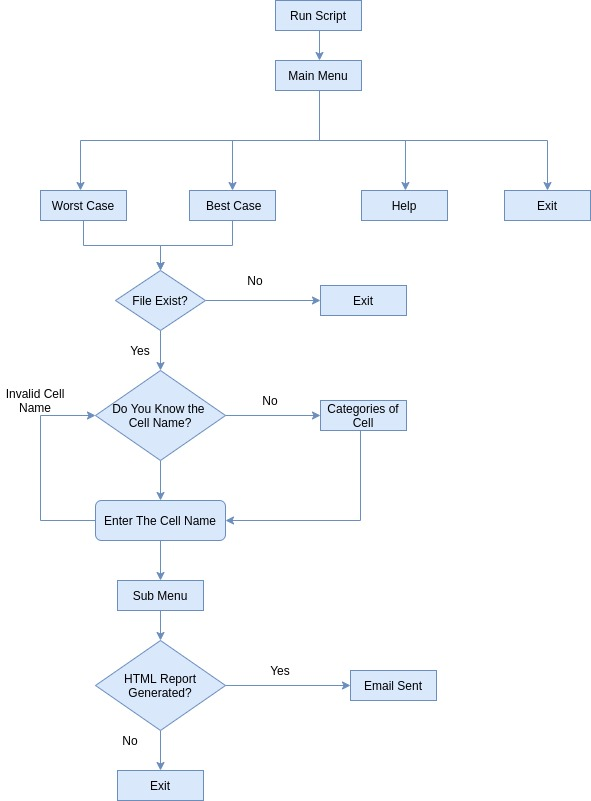 Run Script
Main Menu
Worst Case
Best Case
Help
Exit
File Exist?
No
Exit
Yes
Invalid Cell
Name
Do You Know the
Cell Name?
No
Categories of
Cell
Enter The Cell Name
Sub Menu
HTML Report
Generated?
Yes
Email Sent
No
Exit